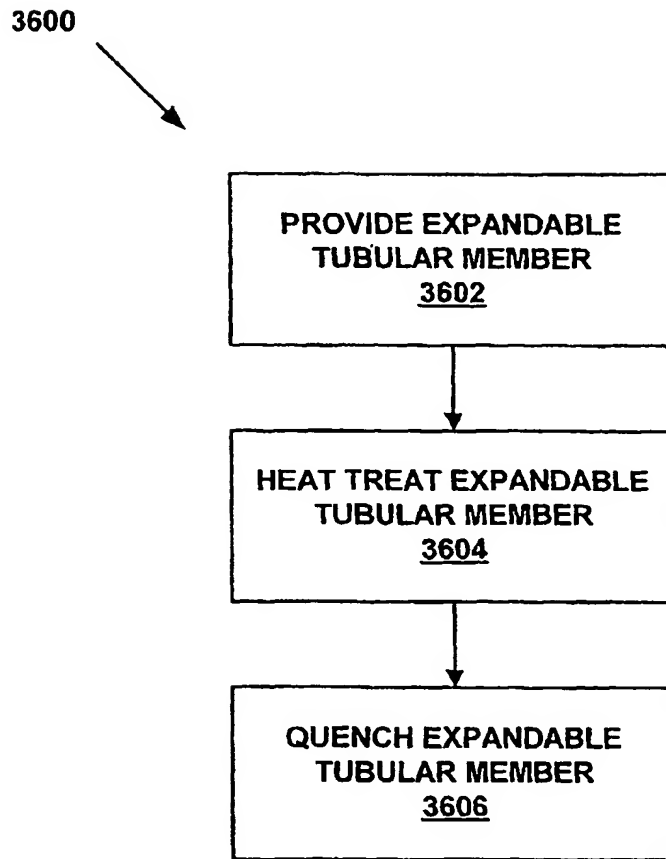 3600
PROVIDE EXPANDABLE
TUBULAR MEMBER
3602
HEAT TREAT EXPANDABLE
TUBULAR MEMBER
3604
QUENCH EXPANDABLE
TUBULAR MEMBER
3606